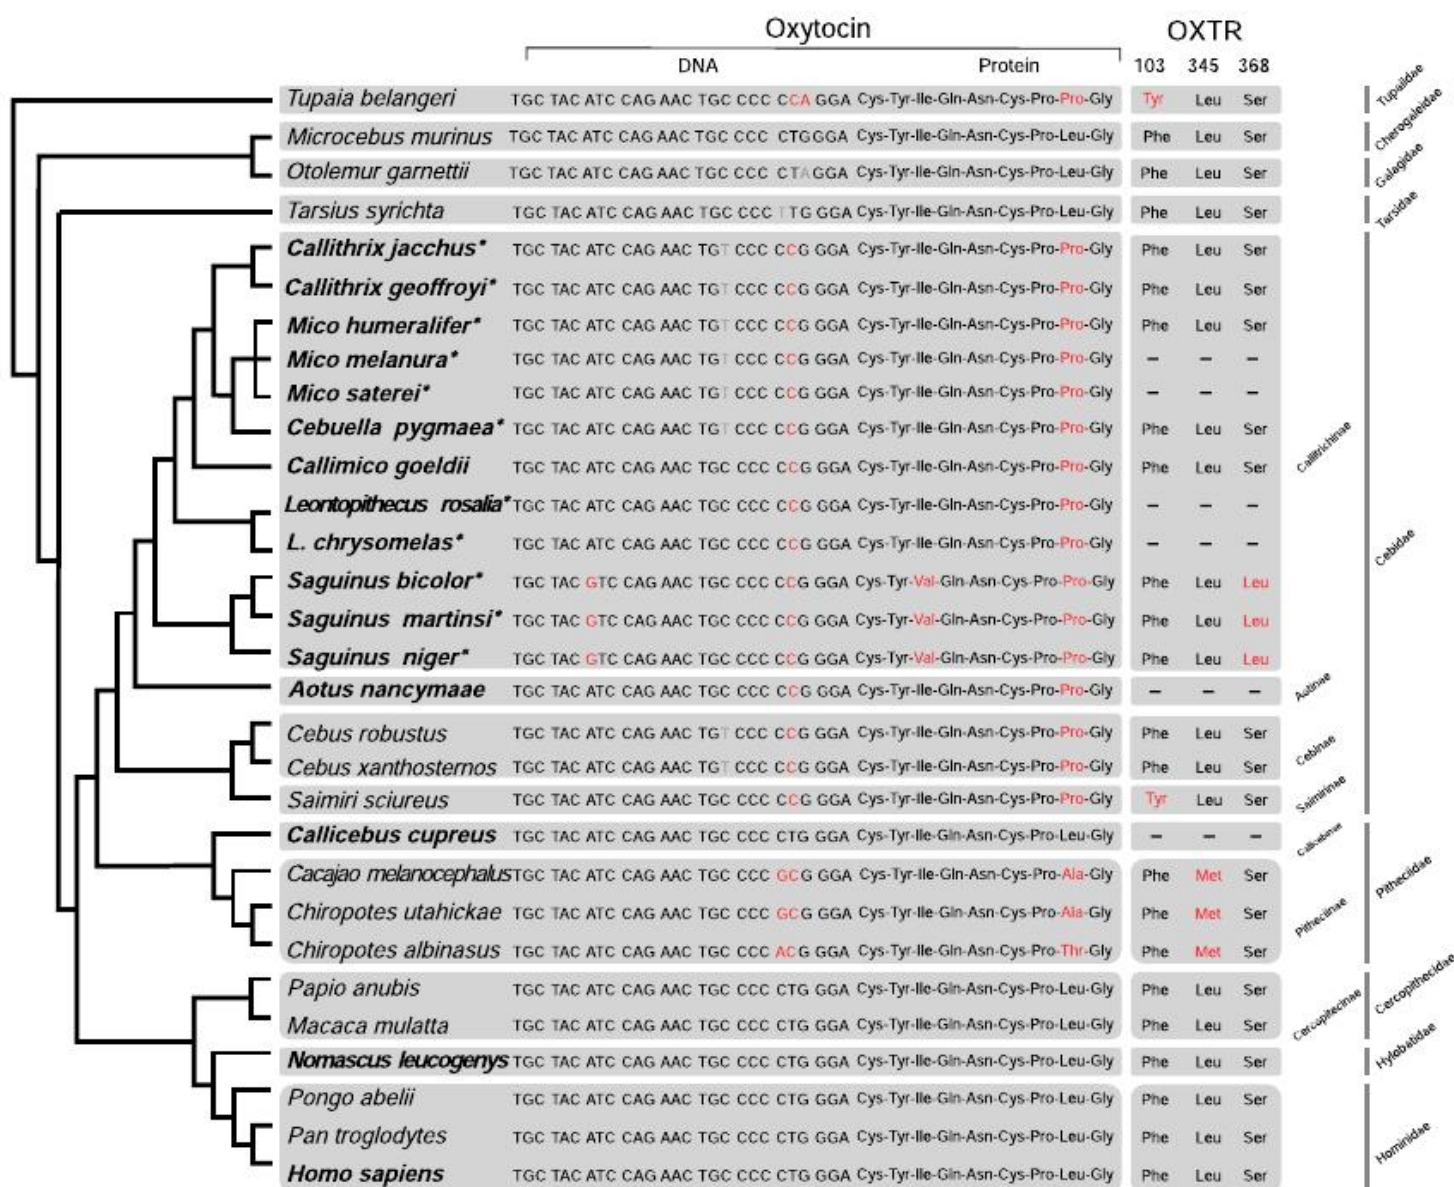 Oxytocin OXTR
DNA Protein 103 345 368
Tupaia belangeri TGC TAC ATC CAG AAC TGC CCC CCA GGA Cys-Tyr-Ile-Gln-Asn-Cys-Pro-Pro-Gly Tyr Leu Ser Tupaiidae
Microcebus murinus TGC TAC ATC CAG AAC TGC CCC CTGGGA Cys-Tyr-Ile-Gln-Asn-Cys-Pro-Leu-Gly Phe Leu Ser Cherogaleidae
Otolemur garnettii TGC TAC ATC CAG AAC TGC CCC CTAGGA Cys-Tyr-Ile-Gln-Asn-Cys-Pro-Leu-Gly Phe Leu Ser Galagidae
Tarsius syrichta TGC TAC ATC CAG AAC TGC CCC TTG GGA Cys-Tyr-Ile-Gln-Asn-Cys-Pro-Leu-Gly Phe Leu Ser Tarsidae
Callithrix jacchus* TGC TAC ATC CAG AAC TGT CCC CCG GGA Cys-Tyr-Ile-Gln-Asn-Cys-Pro-Pro-Gly Phe Leu Ser
Callithrix geoffroyi* TGC TAC ATC CAG AAC TGT CCC CCG GGA Cys-Tyr-Ile-Gln-Asn-Cys-Pro-Pro-Gly Phe Leu Ser
Mico humeralifer* TGC TAC ATC CAG AAC TGT CCC CCG GGA Cys-Tyr-Ile-Gln-Asn-Cys-Pro-Pro-Gly Phe Leu Ser
Mico melanura* TGC TAC ATC CAG AAC TGT CCC CCG GGA Cys-Tyr-Ile-Gln-Asn-Cys-Pro-Pro-Gly – – –
Mico saterei* TGC TAC ATC CAG AAC TGT CCC CCG GGA Cys-Tyr-Ile-Gln-Asn-Cys-Pro-Pro-Gly – – –
Cebuella pygmaea* TGC TAC ATC CAG AAC TGT CCC CCG GGA Cys-Tyr-Ile-Gln-Asn-Cys-Pro-Pro-Gly Phe Leu Ser
Callimico goeldii TGC TAC ATC CAG AAC TGC CCC CCG GGA Cys-Tyr-Ile-Gln-Asn-Cys-Pro-Pro-Gly Phe Leu Ser Callitrichinae
Leontopithecus rosalia* TGC TAC ATC CAG AAC TGC CCC CCG GGA Cys-Tyr-Ile-Gln-Asn-Cys-Pro-Pro-Gly – – –
L. chrysomelas* TGC TAC ATC CAG AAC TGC CCC CCG GGA Cys-Tyr-Ile-Gln-Asn-Cys-Pro-Pro-Gly – – – Cebidae
Saguinus bicolor* TGC TAC GTC CAG AAC TGC CCC CCG GGA Cys-Tyr-Val-Gln-Asn-Cys-Pro-Pro-Gly Phe Leu Leu
Saguinus martinsi* TGC TAC GTC CAG AAC TGC CCC CCG GGA Cys-Tyr-Val-Gln-Asn-Cys-Pro-Pro-Gly Phe Leu Leu
Saguinus niger* TGC TAC GTC CAG AAC TGC CCC CCG GGA Cys-Tyr-Val-Gln-Asn-Cys-Pro-Pro-Gly Phe Leu Leu
Aotus nancymaae TGC TAC ATC CAG AAC TGC CCC CCG GGA Cys-Tyr-Ile-Gln-Asn-Cys-Pro-Pro-Gly – – – Aotinae
Cebus robustus TGC TAC ATC CAG AAC TGT CCC CCG GGA Cys-Tyr-Ile-Gln-Asn-Cys-Pro-Pro-Gly Phe Leu Ser Cebinae
Cebus xanthosternos TGC TAC ATC CAG AAC TGT CCC CCG GGA Cys-Tyr-Ile-Gln-Asn-Cys-Pro-Pro-Gly Phe Leu Ser
Saimiri sciureus TGC TAC ATC CAG AAC TGC CCC CCG GGA Cys-Tyr-Ile-Gln-Asn-Cys-Pro-Pro-Gly Tyr Leu Ser Saimirinae
Callicebus cupreus TGC TAC ATC CAG AAC TGC CCC CTG GGA Cys-Tyr-Ile-Gln-Asn-Cys-Pro-Leu-Gly – – – Callicebinae
Cacajao melanocephalus TGC TAC ATC CAG AAC TGC CCC GCG GGA Cys-Tyr-Ile-Gln-Asn-Cys-Pro-Ala-Gly Phe Met Ser Pitheciidae
Chiropotes utahickae TGC TAC ATC CAG AAC TGC CCC GCG GGA Cys-Tyr-Ile-Gln-Asn-Cys-Pro-Ala-Gly Phe Met Ser Pitheciinae
Chiropotes albinasus TGC TAC ATC CAG AAC TGC CCC ACG GGA Cys-Tyr-Ile-Gln-Asn-Cys-Pro-Thr-Gly Phe Met Ser
Papio anubis TGC TAC ATC CAG AAC TGC CCC CTG GGA Cys-Tyr-Ile-Gln-Asn-Cys-Pro-Leu-Gly Phe Leu Ser Cercopitecinae Cercopithecidae
Macaca mulatta TGC TAC ATC CAG AAC TGC CCC CTG GGA Cys-Tyr-Ile-Gln-Asn-Cys-Pro-Leu-Gly Phe Leu Ser
Nomascus leucogenys TGC TAC ATC CAG AAC TGC CCC CTG GGA Cys-Tyr-Ile-Gln-Asn-Cys-Pro-Leu-Gly Phe Leu Ser Hylobatidae
Pongo abelii TGC TAC ATC CAG AAC TGC CCC CTG GGA Cys-Tyr-Ile-Gln-Asn-Cys-Pro-Leu-Gly Phe Leu Ser
Pan troglodytes TGC TAC ATC CAG AAC TGC CCC CTG GGA Cys-Tyr-Ile-Gln-Asn-Cys-Pro-Leu-Gly Phe Leu Ser Hominidae
Homo sapiens TGC TAC ATC CAG AAC TGC CCC CTG GGA Cys-Tyr-Ile-Gln-Asn-Cys-Pro-Leu-Gly Phe Leu Ser